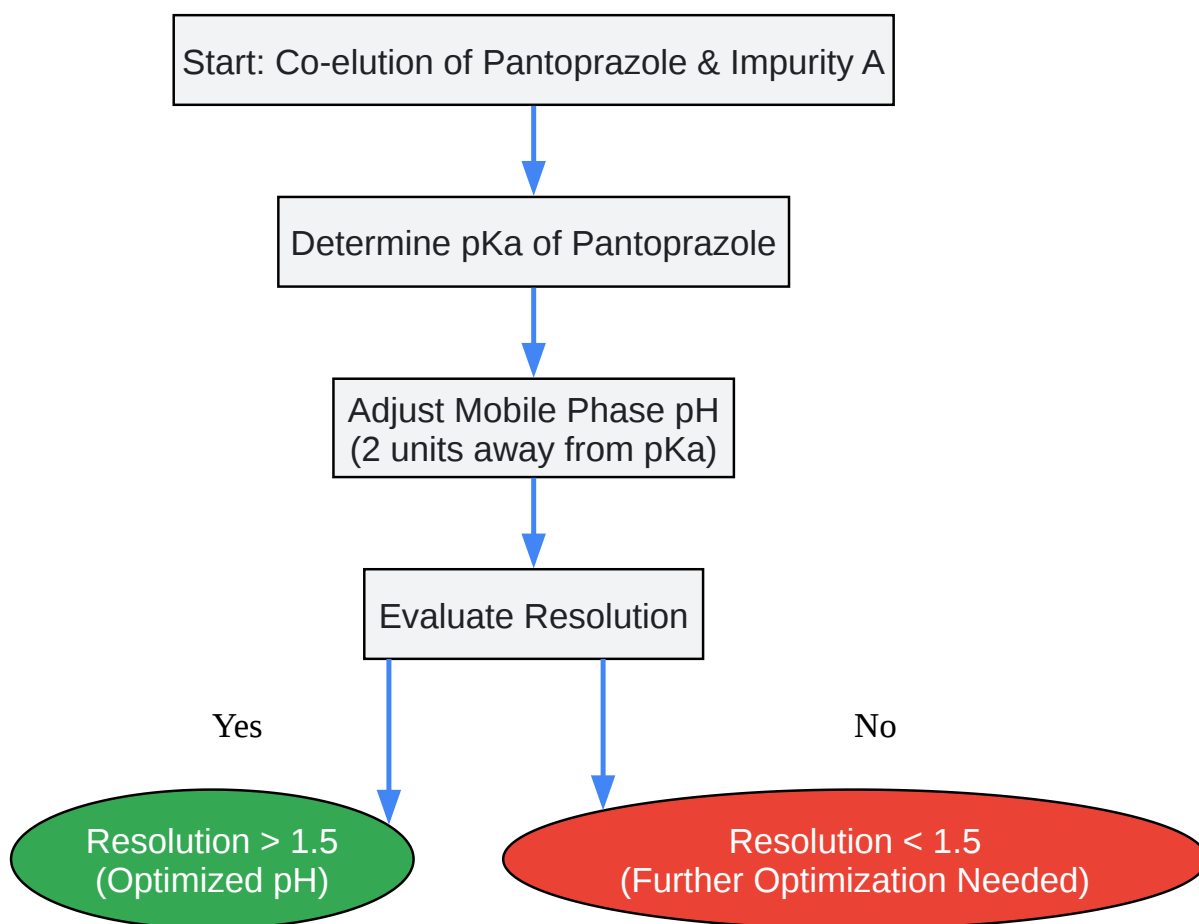 Start: Co-elution of Pantoprazole & Impurity A
Determine pKa of Pantoprazole
Adjust Mobile Phase pH
(2 units away from pKa)
Evaluate Resolution
Yes
No
Resolution > 1.5
(Optimized pH)
Resolution < 1.5
(Further Optimization Needed)